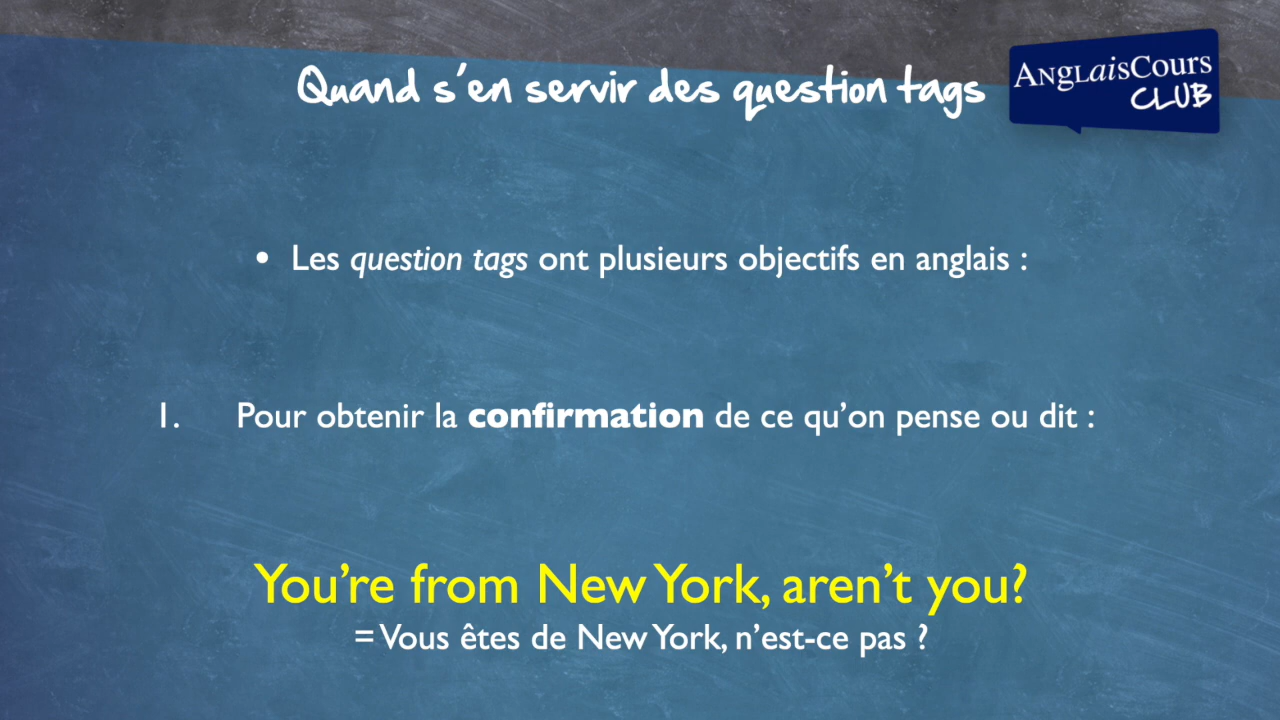 Quand s'en servir des question tags
ANGLaisCours
CLUB
• Les question tags ont plusieurs objectifs en anglais :
1. Pour obtenir la confirmation de ce qu’on pense ou dit :
You’re from New York, aren’t you?
= Vous êtes de New York, n’est-ce pas ?